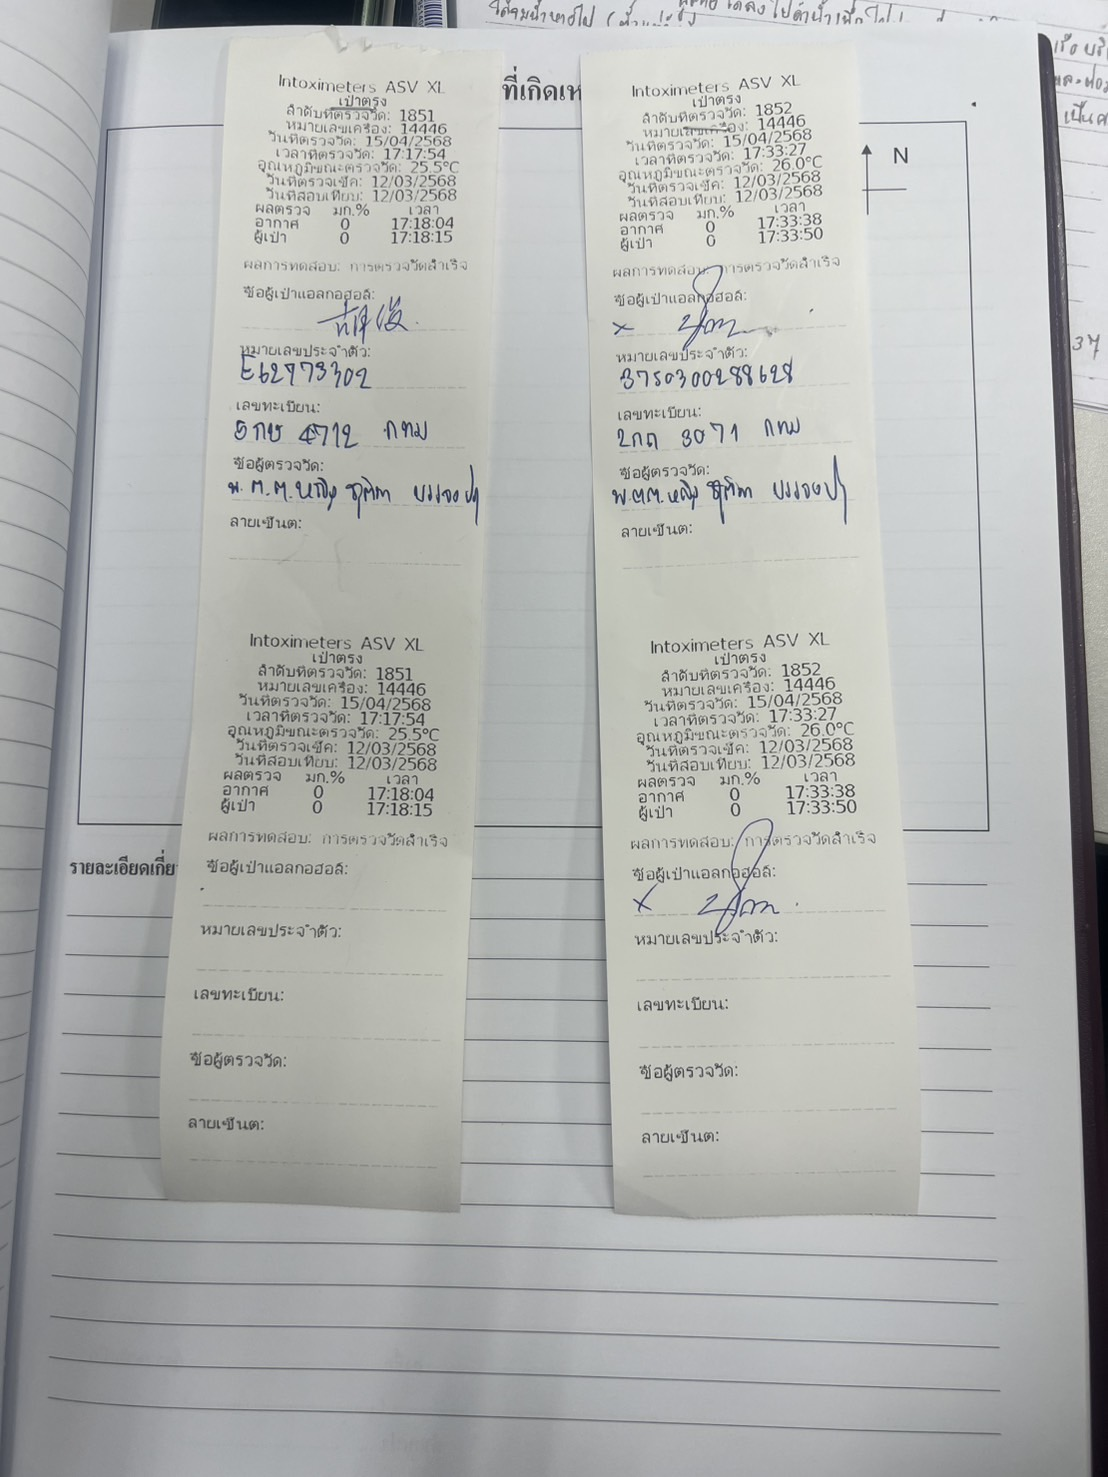 ที่เกิดเห
N
Intoximeters ASV XL
เป่าตรง
ลำดับที่ตรวจวัด: 1851
หมายเลขเครื่อง: 14446
วันที่ตรวจวัด: 15/04/2568
เวลาที่ตรวจวัด: 17:17:54
อุณหภูมิขณะตรวจวัด: 25.5°C
วันที่ตรวจเช็ค: 12/03/2568
วันที่สอบเทียบ: 12/03/2568
ผลตรวจ มก.% เวลา
อากาศ 0 17:18:04
ผู้เป่า 0 17:18:15
ผลการทดสอบ: การตรวจวัดสำเร็จ
ชื่อผู้เป่าแอลกอฮอล์:
หมายเลขประจำตัว:
E62773302
เลขทะเบียน:
5กษ 4712 กทม
ชื่อผู้ตรวจวัด:
พ.ต.ต.หญิง
ลายเซ็นต:
Intoximeters ASV XL
เป่าตรง
ลำดับที่ตรวจวัด: 1851
หมายเลขเครื่อง: 14446
วันที่ตรวจวัด: 15/04/2568
เวลาที่ตรวจวัด: 17:17:54
อุณหภูมิขณะตรวจวัด: 25.5°C
วันที่ตรวจเช็ค: 12/03/2568
วันที่สอบเทียบ: 12/03/2568
ผลตรวจ มก.% เวลา
อากาศ 0 17:18:04
ผู้เป่า 0 17:18:15
ผลการทดสอบ: การตรวจวัดสำเร็จ
ชื่อผู้เป่าแอลกอฮอล์:
หมายเลขประจำตัว:
เลขทะเบียน:
ชื่อผู้ตรวจวัด:
ลายเซ็นต:
Intoximeters ASV XL
เป่าตรง
ลำดับที่ตรวจวัด: 1852
หมายเลขเครื่อง: 14446
วันที่ตรวจวัด: 15/04/2568
เวลาที่ตรวจวัด: 17:33:27
อุณหภูมิขณะตรวจวัด: 26.0°C
วันที่ตรวจเช็ค: 12/03/2568
วันที่สอบเทียบ: 12/03/2568
ผลตรวจ มก.% เวลา
อากาศ 0 17:33:38
ผู้เป่า 0 17:33:50
ผลการทดสอบ: การตรวจวัดสำเร็จ
ชื่อผู้เป่าแอลกอฮอล์:
x
หมายเลขประจำตัว:
3750300288628
เลขทะเบียน:
2กถ 3071 กทม
ชื่อผู้ตรวจวัด:
พ.ต.ต.หญิง
ลายเซ็นต:
Intoximeters ASV XL
เป่าตรง
ลำดับที่ตรวจวัด: 1852
หมายเลขเครื่อง: 14446
วันที่ตรวจวัด: 15/04/2568
เวลาที่ตรวจวัด: 17:33:27
อุณหภูมิขณะตรวจวัด: 26.0°C
วันที่ตรวจเช็ค: 12/03/2568
วันที่สอบเทียบ: 12/03/2568
ผลตรวจ มก.% เวลา
อากาศ 0 17:33:38
ผู้เป่า 0 17:33:50
ผลการทดสอบ: การตรวจวัดสำเร็จ
ชื่อผู้เป่าแอลกอฮอล์:
x
หมายเลขประจำตัว:
เลขทะเบียน:
ชื่อผู้ตรวจวัด:
ลายเซ็นต:
รายละเอียดเกี่ย
37